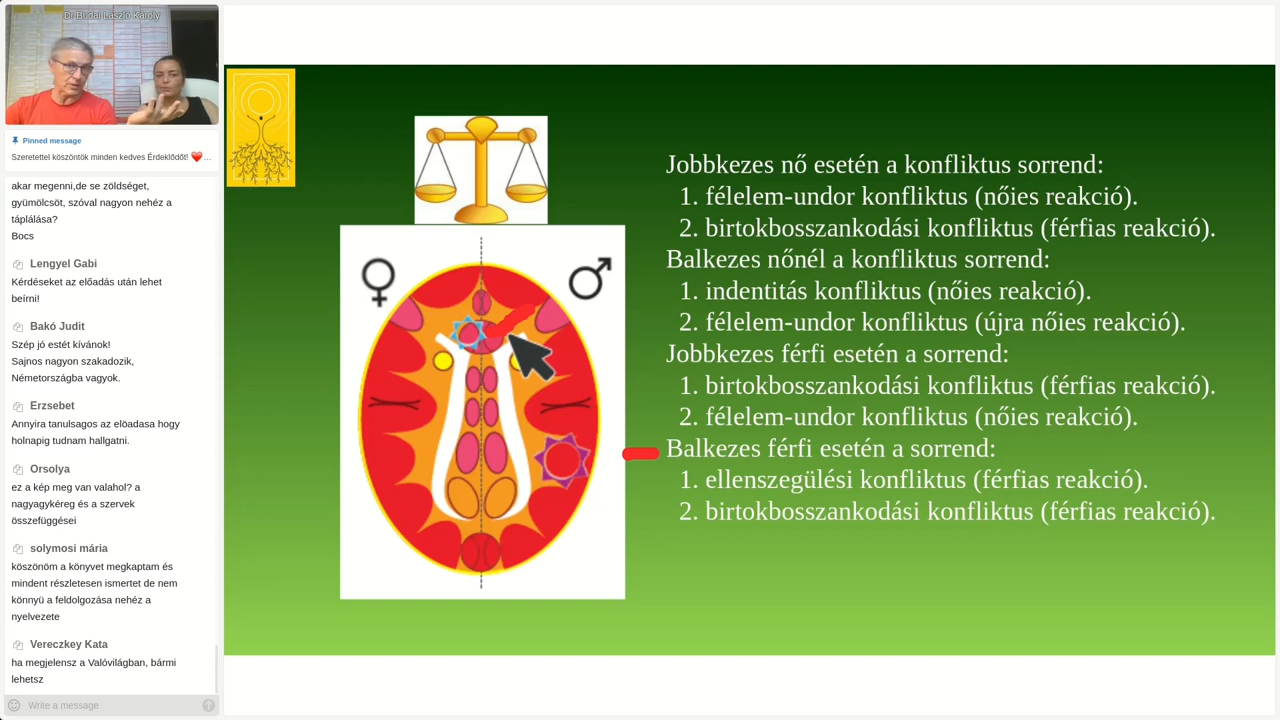 Dr Budai László Károly
Pinned message
Szeretettel köszöntök minden kedves Érdeklődőt! ❤️...
akar megenni,de se zöldséget,
gyümölcsöt, szóval nagyon nehéz a
táplálása?
Bocs
Lengyel Gabi
Kérdéseket az előadás után lehet
beírni!
Bakó Judit
Szép jó estét kívánok!
Sajnos nagyon szakadozik,
Németországba vagyok.
Erzsebet
Annyira tanulsagos az elöadasa hogy
holnapig tudnam hallgatni.
Orsolya
ez a kép meg van valahol? a
nagyagykéreg és a szervek
összefüggései
solymosi mária
köszönöm a könyvet megkaptam és
mindent részletesen ismertet de nem
könnyü a feldolgozása nehéz a
nyelvezete
Vereczkey Kata
ha megjelensz a Valóvilágban, bármi
lehetsz
Write a message
Jobbkezes nő esetén a konfliktus sorrend:
1. félelem-undor konfliktus (nőies reakció).
2. birtokbosszankodási konfliktus (férfias reakció).
Balkezes nőnél a konfliktus sorrend:
1. indentitás konfliktus (nőies reakció).
2. félelem-undor konfliktus (újra nőies reakció).
Jobbkezes férfi esetén a sorrend:
1. birtokbosszankodási konfliktus (férfias reakció).
2. félelem-undor konfliktus (nőies reakció).
Balkezes férfi esetén a sorrend:
1. ellenszegülési konfliktus (férfias reakció).
2. birtokbosszankodási konfliktus (férfias reakció).